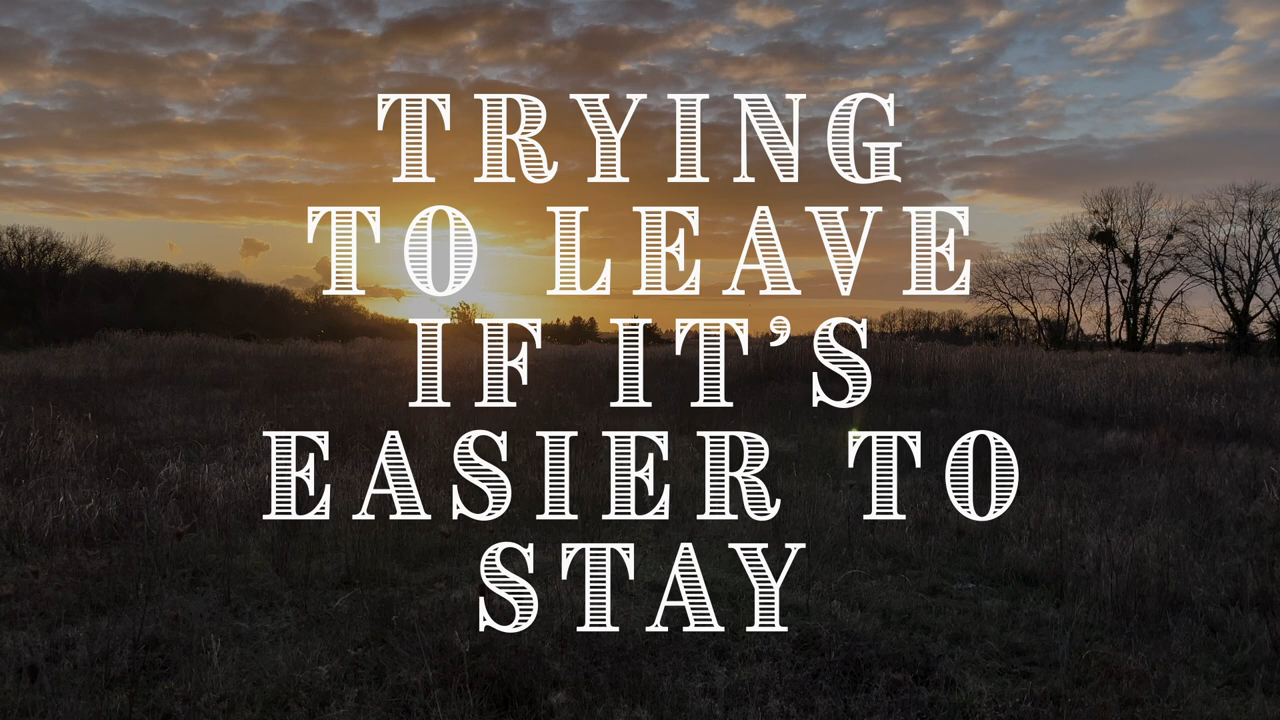 TRYING
TO LEAVE
IF IT’S
EASIER TO
STAY